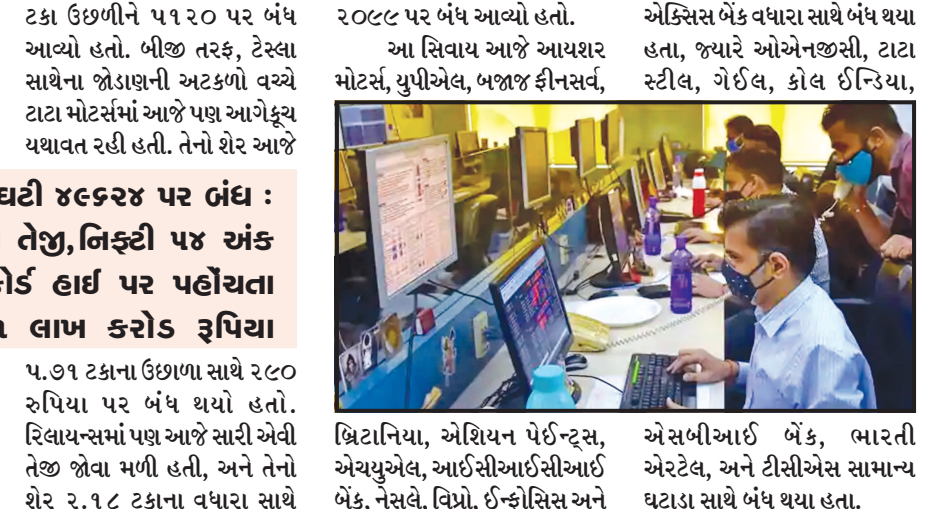 ટકા ઉછળીને ૫૧૨૦ પર બંધ
આવ્યો હતો. બીજી તરફ, ટેસ્લા
સાથેના જોડાણની અટકળો વચ્ચે
ટાટા મોટર્સમાં આજે પણ આગેકૂચ
યથાવત રહી હતી. તેનો શેર આજે
ઘટી ૪૯૬૨૪ પર બંધ :
તેજી,નિફ્ટી ૫૪ અંક
હાઇ પર પહોંચતા
લાખ કરોડ રૂપિયા
૫.૭૧ ટકાના ઉછાળા સાથે ૨૯૦
રુપિયા પર બંધ થયો હતો.
રિલાયન્સમાં પણ આજે સારી એવી
તેજી જોવા મળી હતી, અને તેનો
શેર ૨.૧૮ ટકાના વધારા સાથે
૨૦૯૯ પર બંધ આવ્યો હતો.
આ સિવાય આજે આયશર
મોટર્સ, યુપીએલ, બજાજ ફીનસર્વ,
બ્રિટાનિયા, એશિયન પેઈન્ટ્સ,
એચયુએલ, આઈસીઆઈસીઆઈ
બેંક, નેસલે, વિપ્રો, ઈન્ફોસિસ અને
એક્સિસ બેંક વધારા સાથે બંધ થયા
હતા, જ્યારે ઓએનજીસી, ટાટા
સ્ટીલ, ગેઈલ, કોલ ઈન્ડિયા,
એસબીઆઈ બેંક, ભારતી
એરટેલ, અને ટીસીએસ સામાન્ય
ઘટાડા સાથે બંધ થયા હતા.